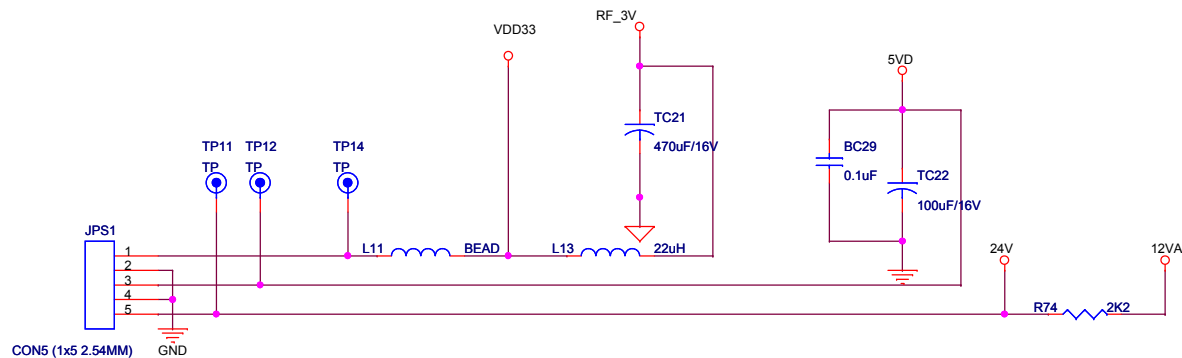 RF_3V
VDD33
5VD
TC21
470uF/16V
TP11 TP12 TP14
TP TP TP
BC29
0.1uF
TC22
100uF/16V
JPS1
1
2
3
4
5
L11 BEAD
L13 22uH
24V
12VA
R74 2K2
CON5 (1x5 2.54MM)
GND